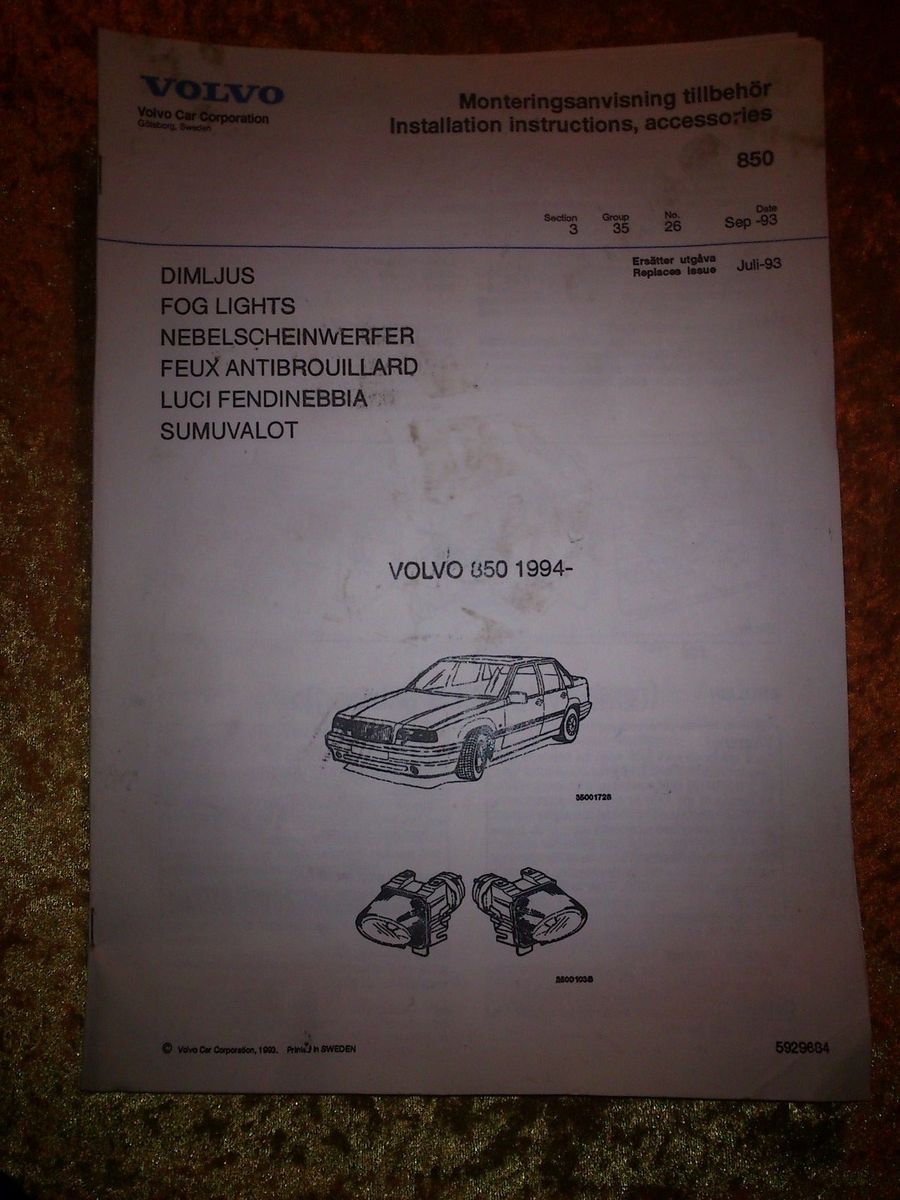 VOLVO
Volvo Car Corporation
Göteborg, Sweden
Monteringsanvisning tillbehör
Installation instructions, accessories
850
Section Group No. Date
3 35 26 Sep -93
Ersätter utgåva
Replaces issue Juli-93
DIMLJUS
FOG LIGHTS
NEBELSCHEINWERFER
FEUX ANTIBROUILLARD
LUCI FENDINEBBIA
SUMUVALOT
VOLVO 850 1994-
35001728
© Volvo Car Corporation, 1993. Printed in SWEDEN